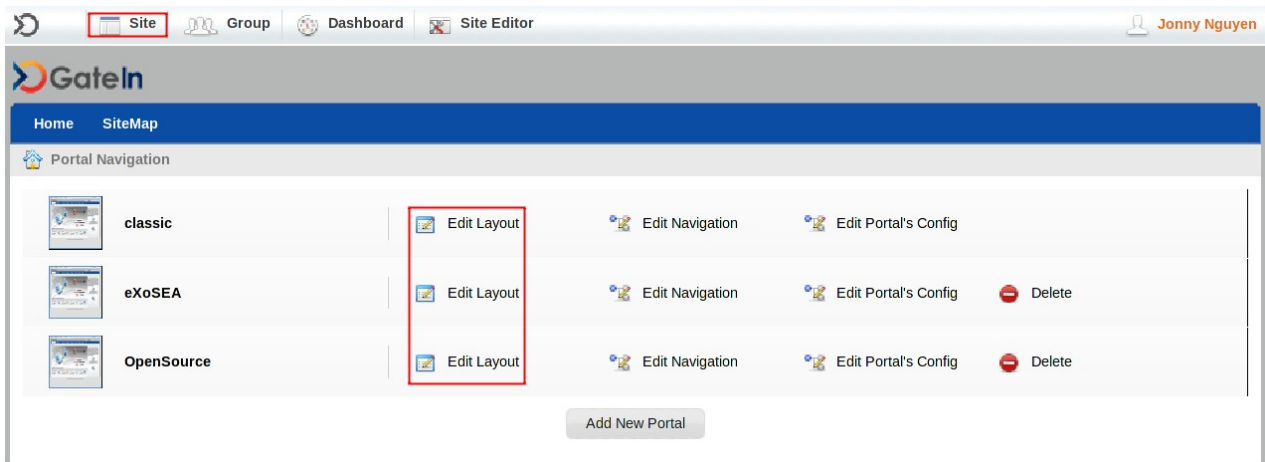 Site Group Dashboard Site Editor Jonny Nguyen
GateIn
Home SiteMap
Portal Navigation
classic Edit Layout Edit Navigation Edit Portal's Config
eXoSEA Edit Layout Edit Navigation Edit Portal's Config Delete
OpenSource Edit Layout Edit Navigation Edit Portal's Config Delete
Add New Portal